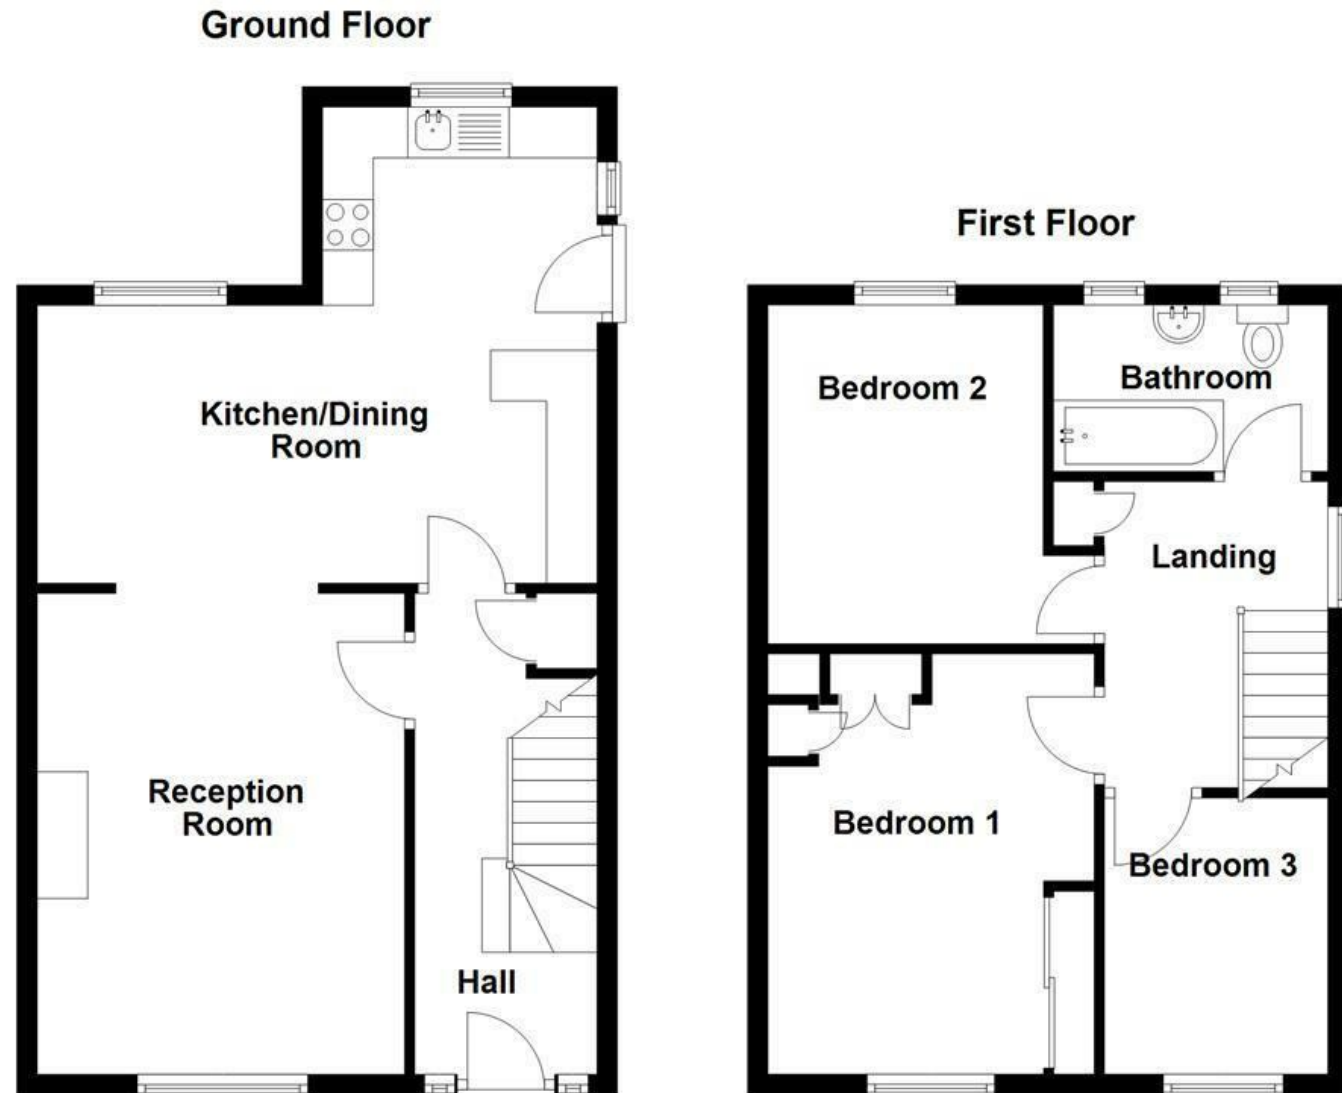 Ground Floor
Kitchen/Dining
Room
Reception
Room
Hall
First Floor
Bedroom 2
Bathroom
Landing
Bedroom 1
Bedroom 3